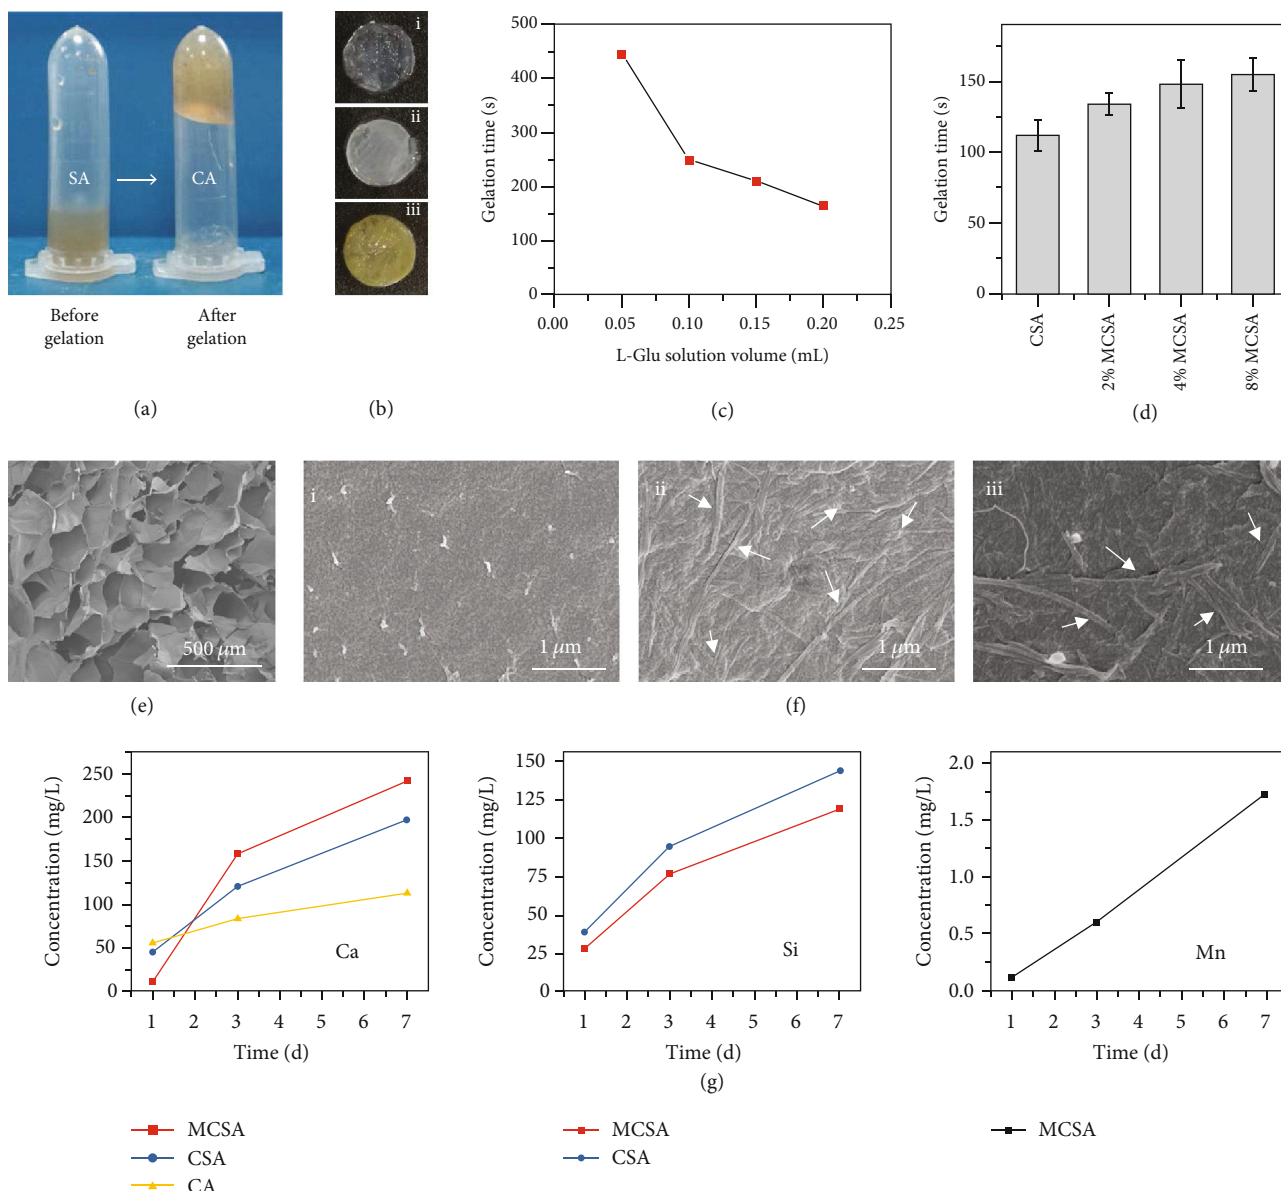 SA
CA
Before
gelation
After
gelation
(a)
i
ii
iii
(b)
500
450
400
350
300
250
200
150
100
50
0
Gelation time (s)
0.00 0.05 0.10 0.15 0.20 0.25
L-Glu solution volume (mL)
(c)
150
100
50
0
Gelation time (s)
CSA
2% MCSA
4% MCSA
8% MCSA
(d)
500 μm
(e)
i
1 μm
ii
1 μm
iii
1 μm
(f)
250
200
150
100
50
0
Concentration (mg/L)
Ca
1 2 3 4 5 6 7
Time (d)
MCSA
CSA
CA
150
125
100
75
50
25
0
Concentration (mg/L)
Si
1 2 3 4 5 6 7
Time (d)
(g)
MCSA
CSA
2.0
1.5
1.0
0.5
0.0
Concentration (mg/L)
Mn
1 2 3 4 5 6 7
Time (d)
MCSA